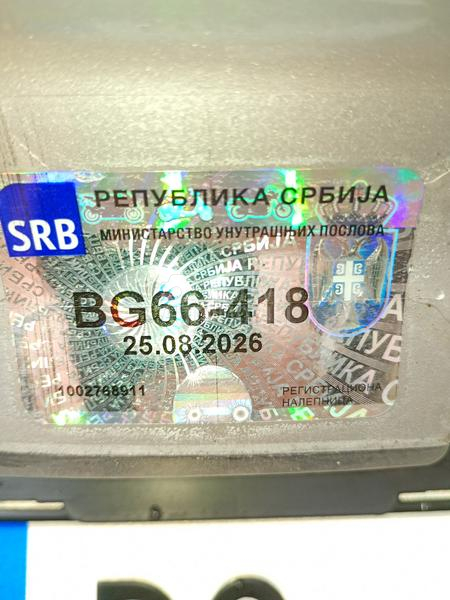 РЕПУБЛИКА СРБИЈА
SRB
МИНИСТАРСТВО УНУТРАШЊИХ ПОСЛОВА
BG66-418
25.08.2026
1002768911
РЕГИСТРАЦИОНА
НАЛЕПНИЦА